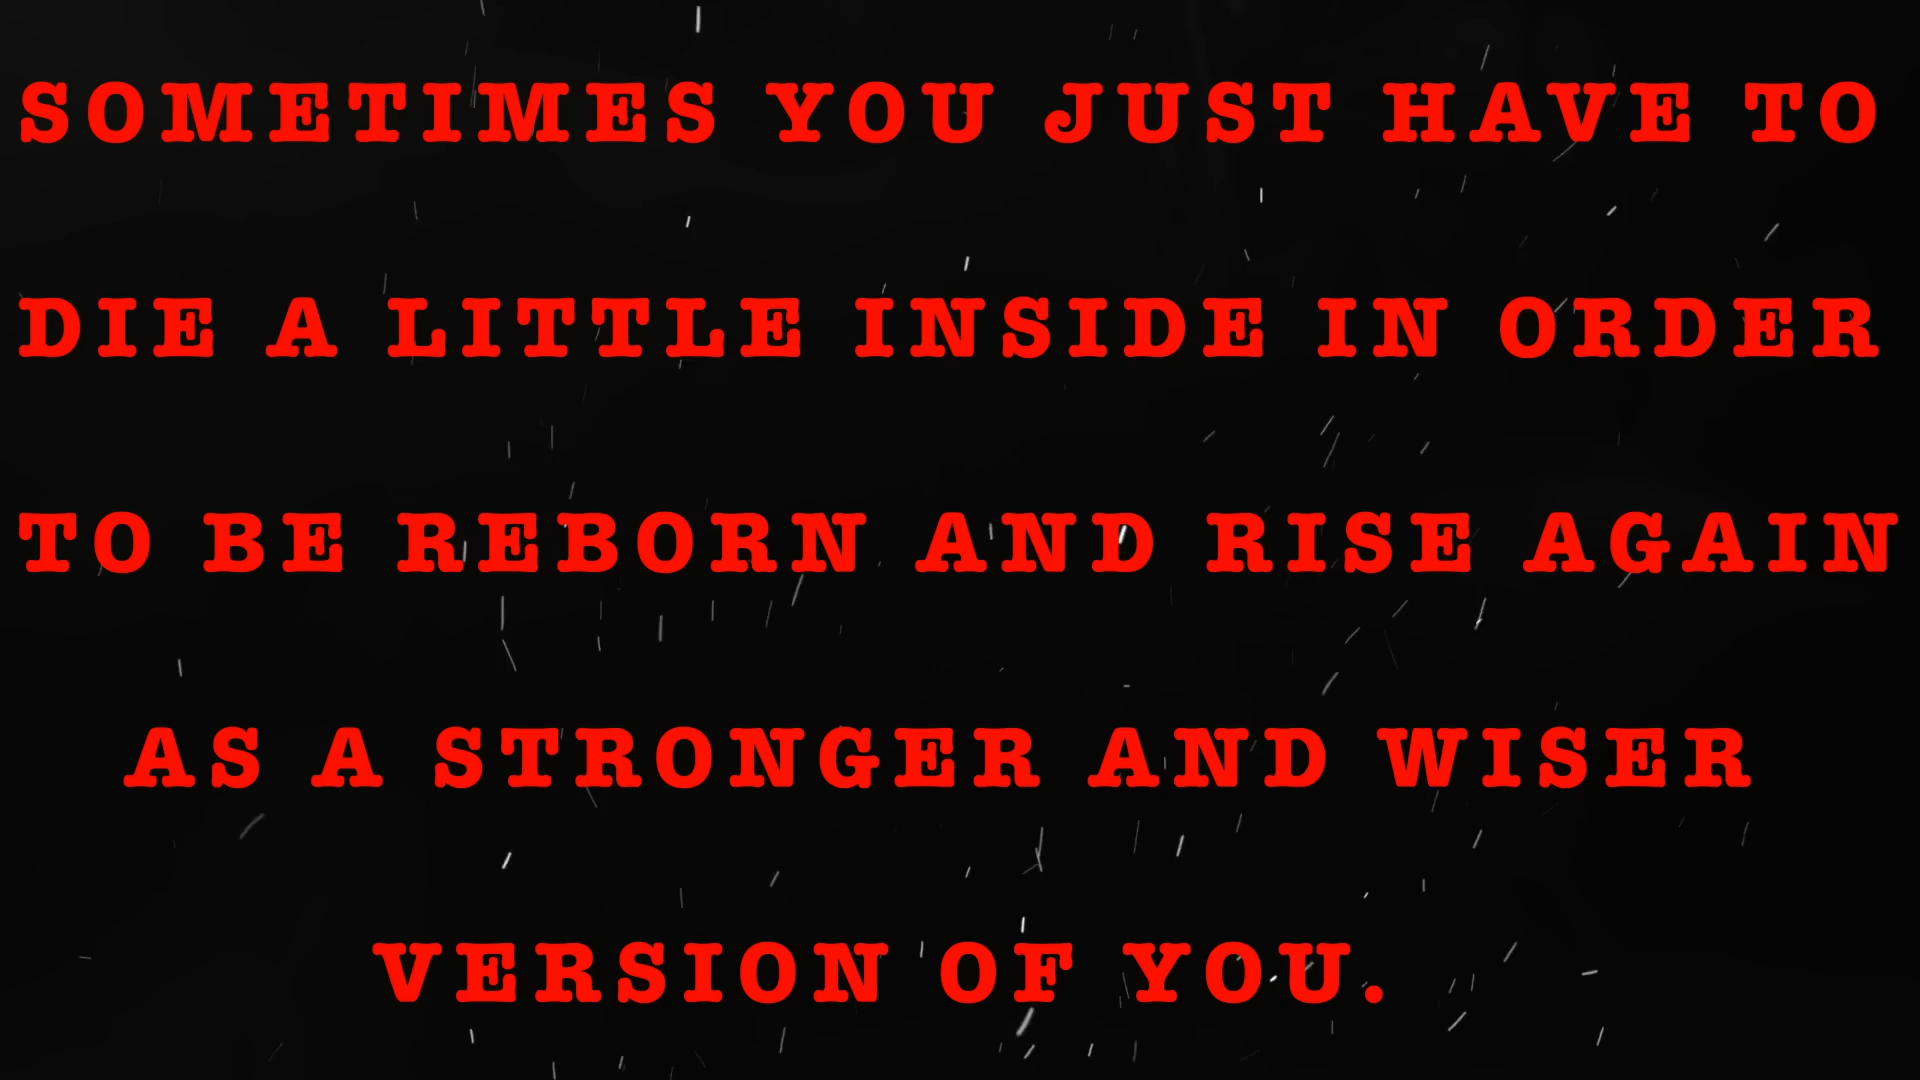 SOMETIMES YOU JUST HAVE TO
DIE A LITTLE INSIDE IN ORDER
TO BE REBORN AND RISE AGAIN
AS A STRONGER AND WISER
VERSION OF YOU.